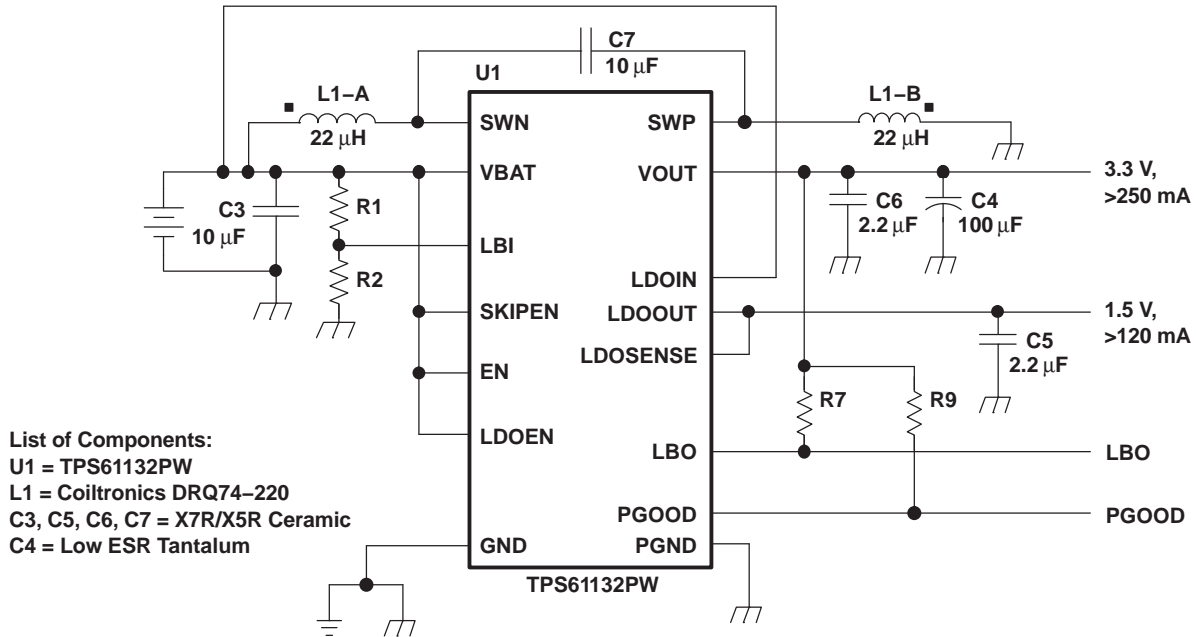 C7
10 µF
U1
L1–A
22 µH
L1–B
22 µH
SWN
SWP
VBAT
VOUT
3.3 V,
>250 mA
C3
10 µF
R1
C6
2.2 µF
C4
100 µF
LBI
R2
LDOIN
SKIPEN
LDOOUT
1.5 V,
>120 mA
LDOSENSE
C5
2.2 µF
EN
R7
R9
LDOEN
LBO
LBO
List of Components:
U1 = TPS61132PW
L1 = Coiltronics DRQ74–220
C3, C5, C6, C7 = X7R/X5R Ceramic
C4 = Low ESR Tantalum
PGOOD
PGOOD
GND
PGND
TPS61132PW